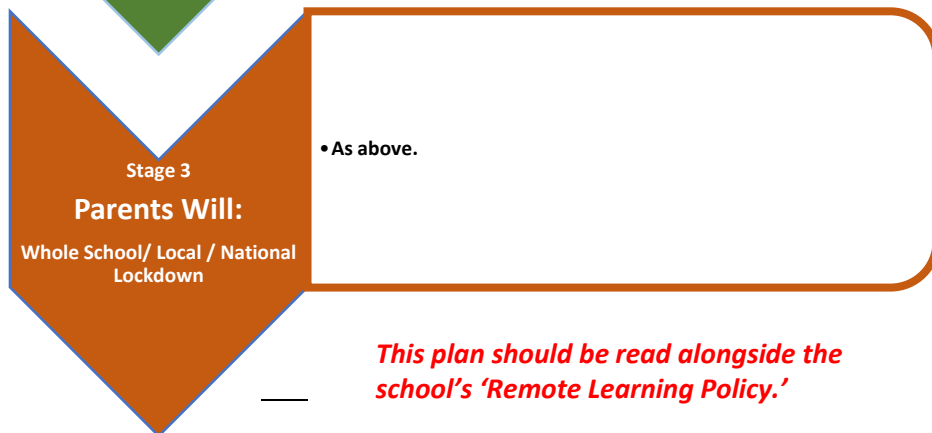 Stage 3
Parents Will:
Whole School/ Local / National
Lockdown
•As above.
This plan should be read alongside the
school's ‘Remote Learning Policy.’